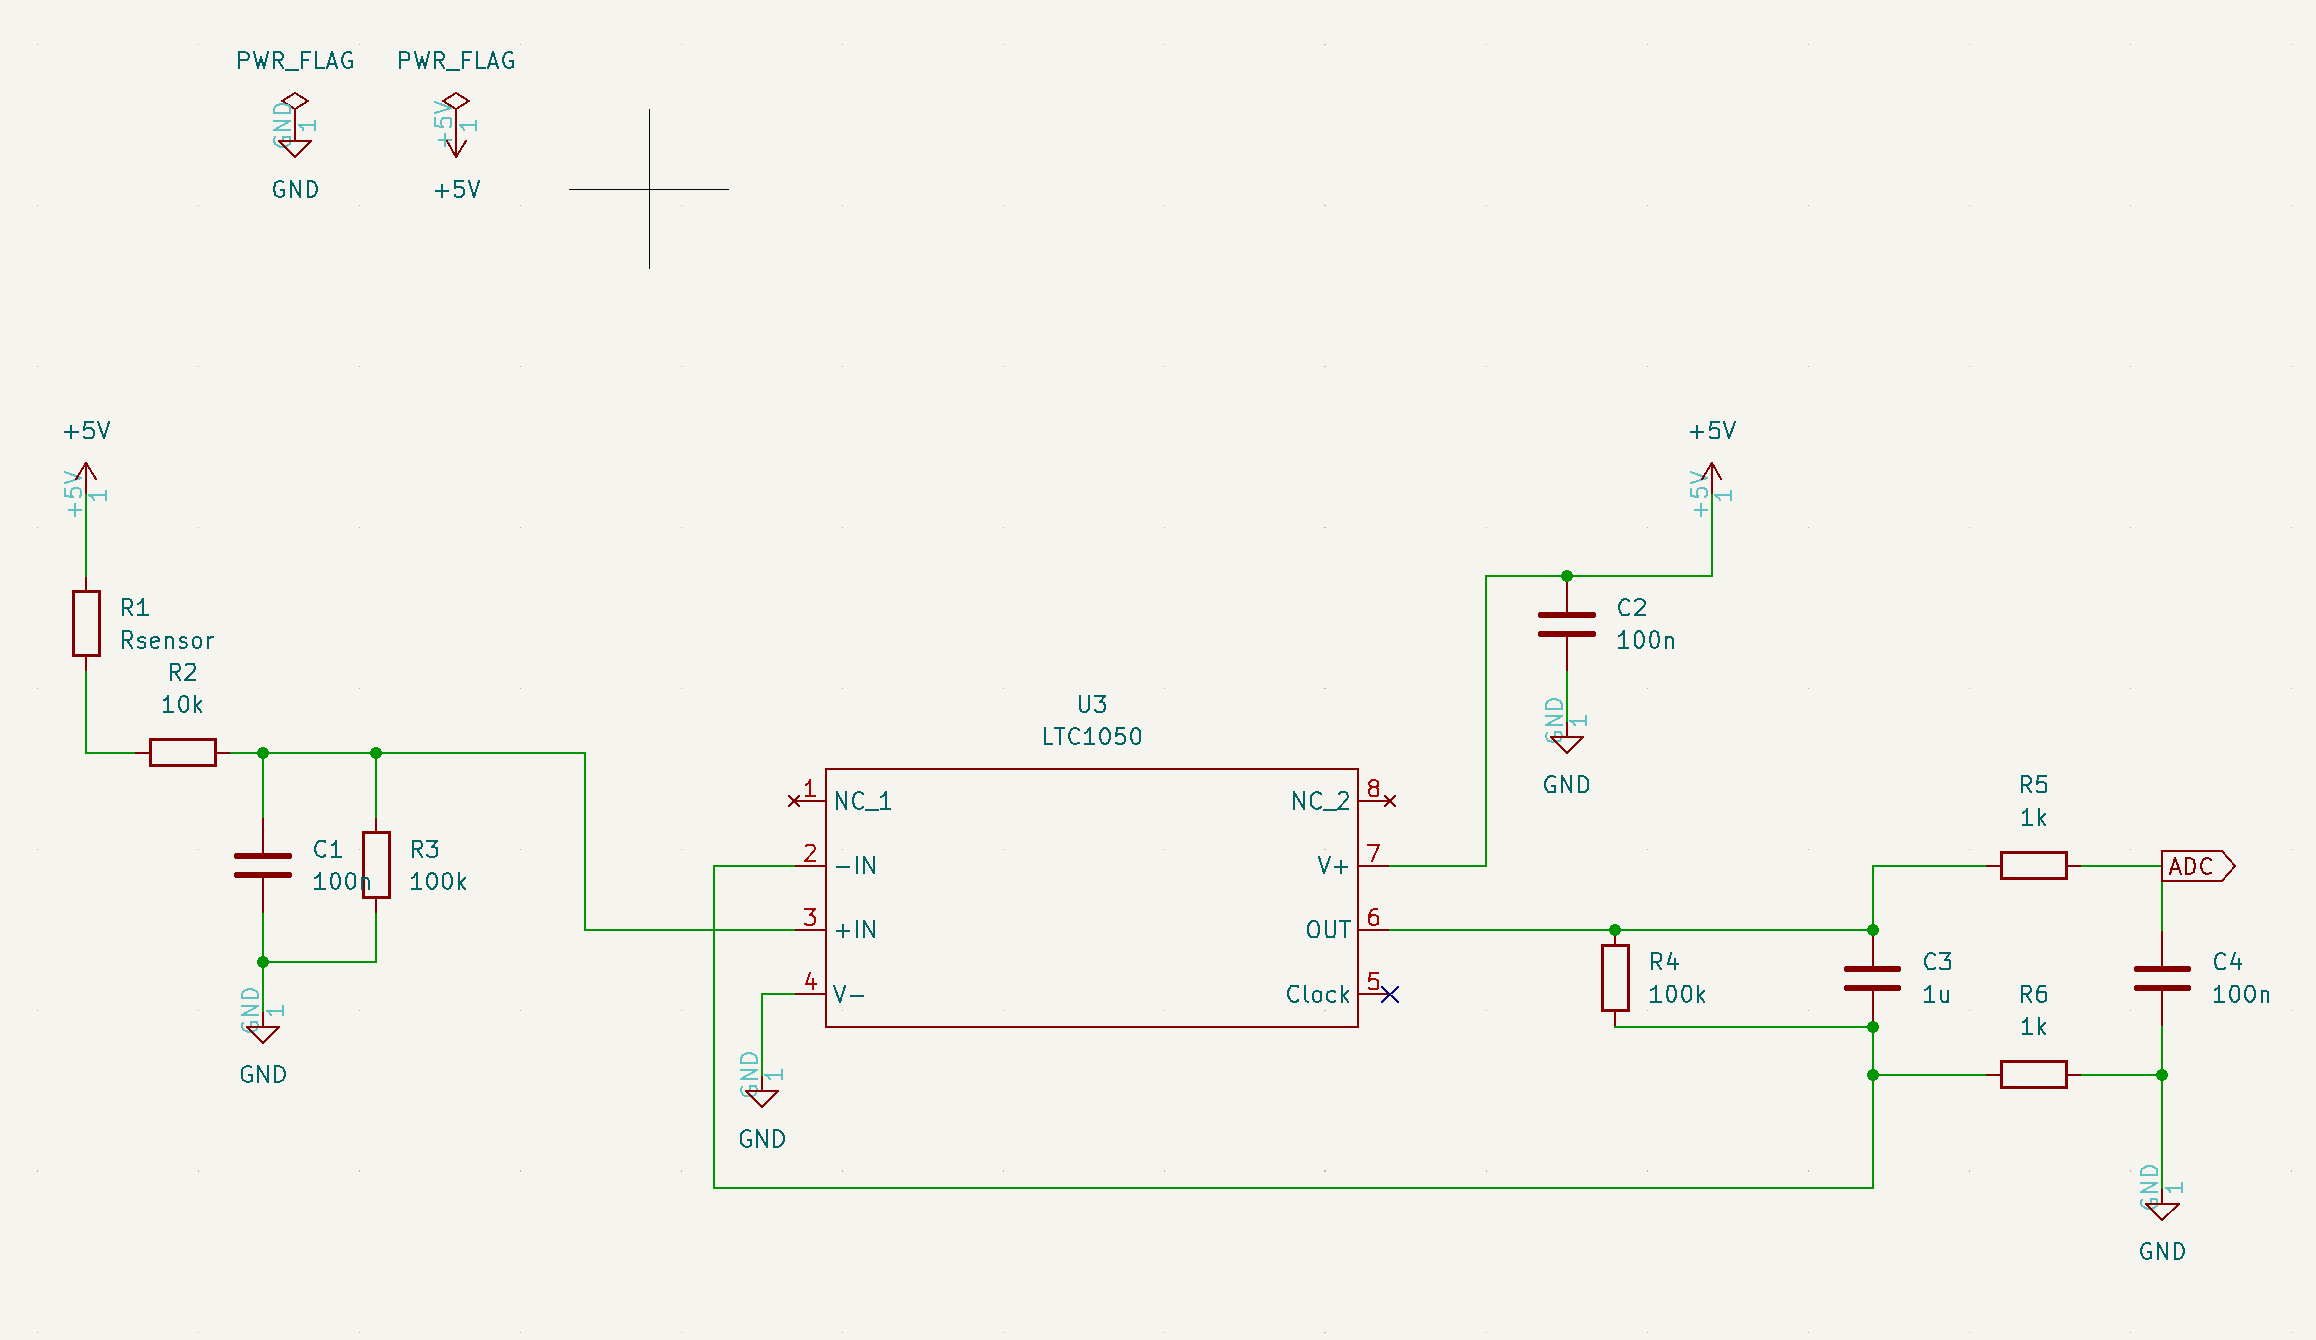 PWR_FLAG
PWR_FLAG
GND
1
+5V
1
GND
+5V
+5V
+5V
1
+5V
+5V
1
R1
Rsensor
R2
10k
C2
100n
GND
1
GND
U3
LTC1050
1
NC_1
NC_2
8
2
-IN
V+
7
3
+IN
OUT
6
4
V-
Clock
5
C1
100n
R3
100k
GND
1
GND
GND
1
GND
R5
1k
ADC
R4
100k
C3
1u
R6
1k
C4
100n
GND
1
GND